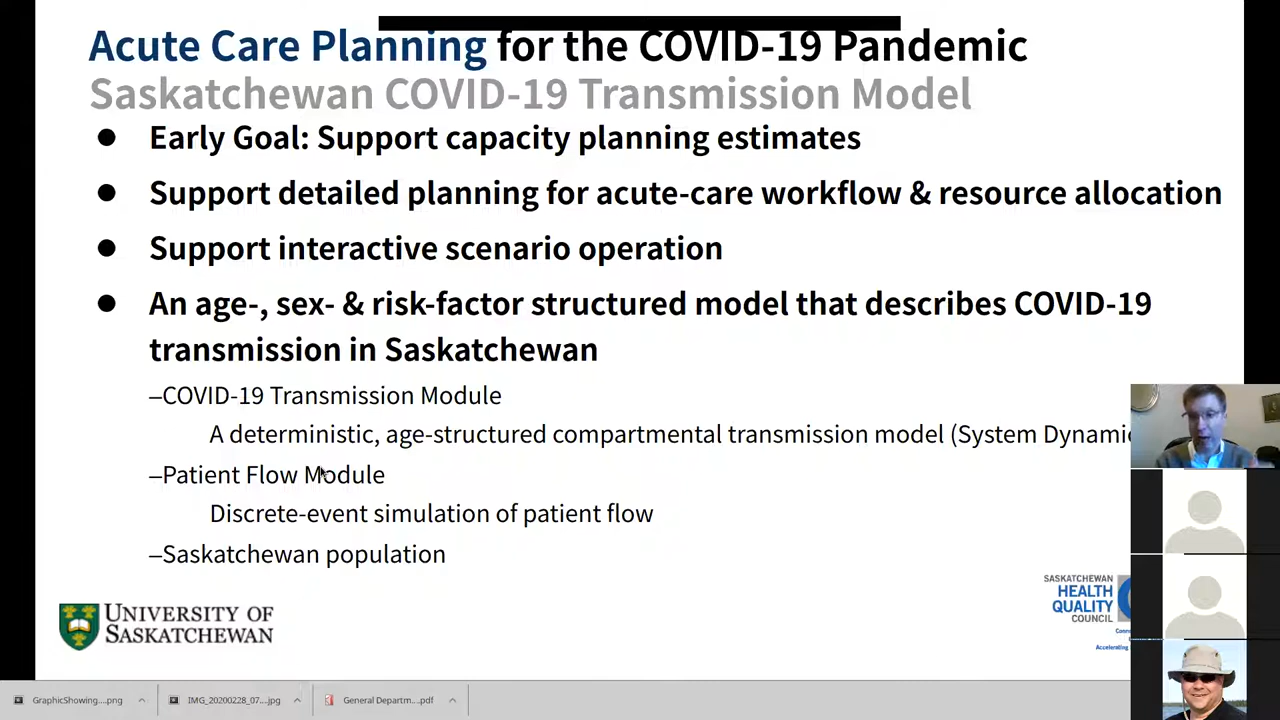 Acute Care Planning for the COVID-19 Pandemic
Saskatchewan COVID-19 Transmission Model
● Early Goal: Support capacity planning estimates
● Support detailed planning for acute-care workflow & resource allocation
● Support interactive scenario operation
● An age-, sex- & risk-factor structured model that describes COVID-19
transmission in Saskatchewan
–COVID-19 Transmission Module
A deterministic, age-structured compartmental transmission model (System Dynamic
–Patient Flow Module
Discrete-event simulation of patient flow
–Saskatchewan population
UNIVERSITY OF
SASKATCHEWAN
SASKATCHEWAN
HEALTH
QUALITY
COUNCIL
Conn
Accelerating
GraphicShowing....png
IMG_20200228_07....jpg
General Departm...pdf